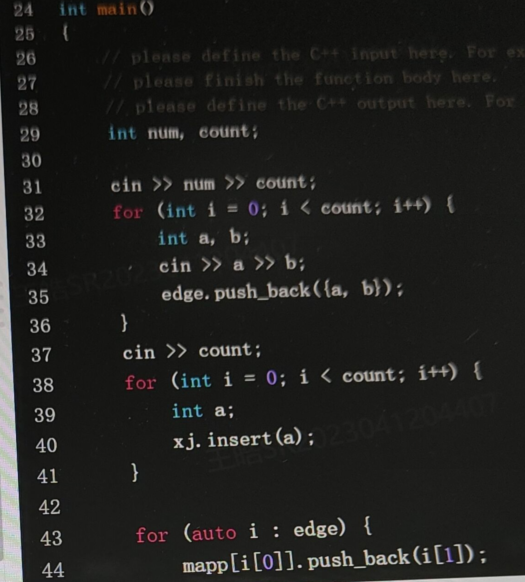 24 int main()
25 {
26 // please define the C++ input here. For ex
27 // please finish the function body here.
28 // please define the C++ output here. For
29 int num, count;
30
31 cin >> num >> count;
32 for (int i = 0; i < count; i++) {
33 int a, b;
34 cin >> a >> b;
35 edge.push_back({a, b});
36 }
37 cin >> count;
38 for (int i = 0; i < count; i++) {
39 int a;
40 xj.insert(a);
41 }
42
43 for (auto i : edge) {
44 mapp[i[0]].push_back(i[1]);